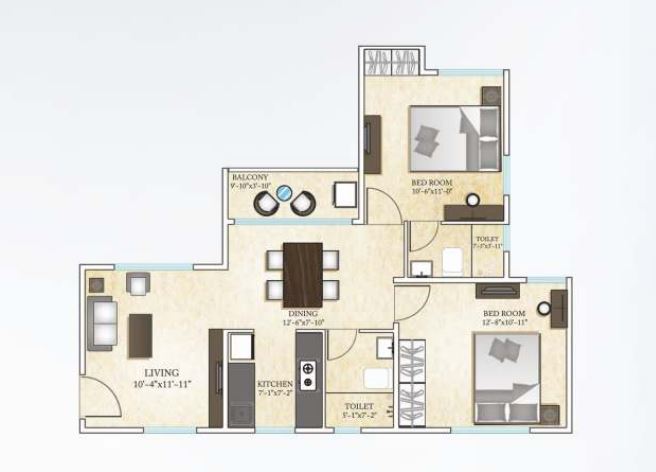 BALCONY
9'-10"x3'-10"
BED ROOM
10'-6"x11'-0"
TOILET
7'-3"x3'-11"
DINING
12'-6"x7'-10"
BED ROOM
12'-8"x10'-11"
LIVING
10'-4"x11'-11"
KITCHEN
7'-1"x7'-2"
TOILET
5'-1"x7'-2"